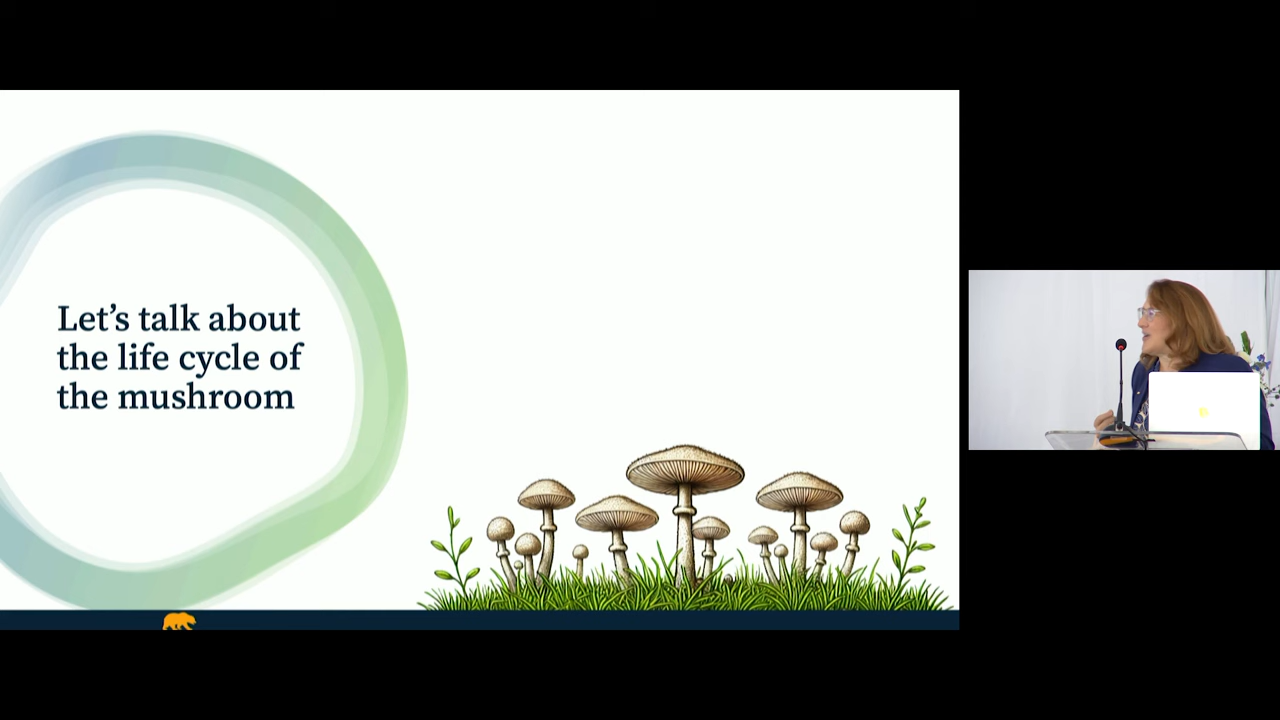 Let’s talk about
the life cycle of
the mushroom